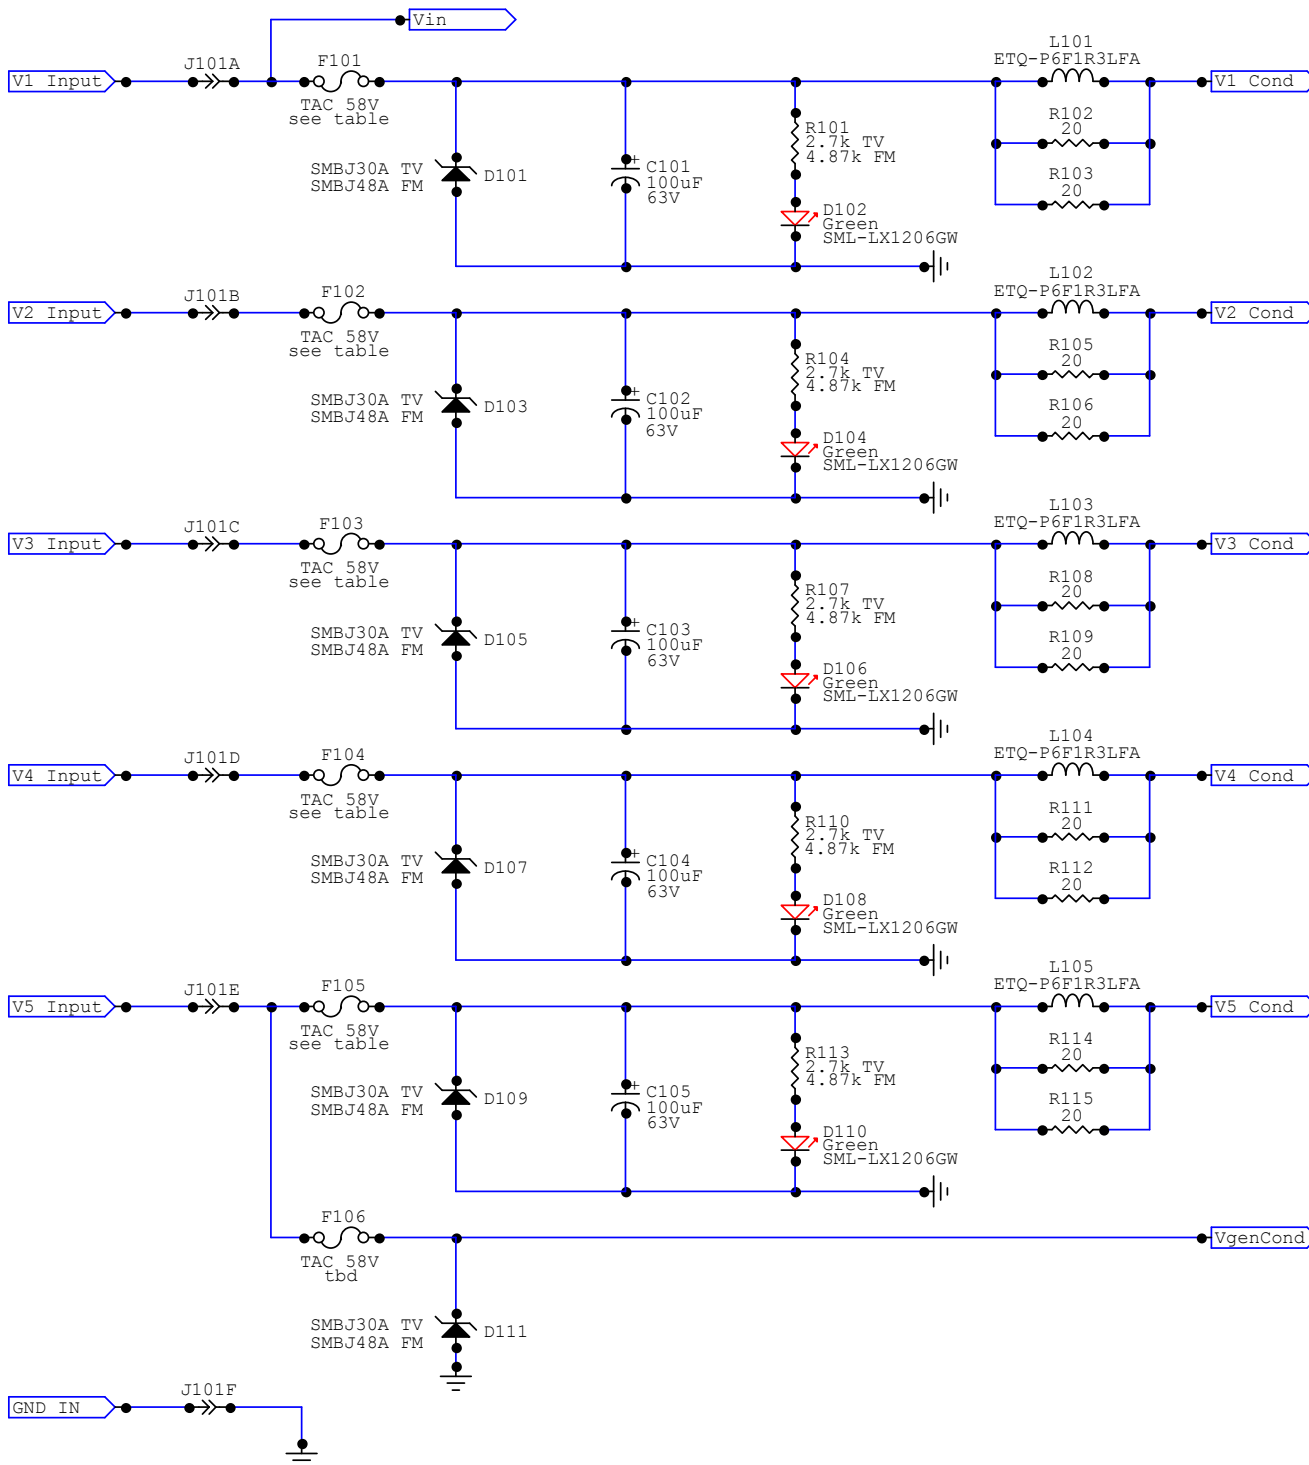 Vin
J101A
F101
L101
ETQ-P6F1R3LFA
V1 Input
V1 Cond
TAC 58V
see table
R101
2.7k TV
4.87k FM
R102
20
SMBJ30A TV
SMBJ48A FM
D101
+
C101
100uF
63V
R103
20
D102
Green
SML-LX1206GW
J101B
F102
L102
ETQ-P6F1R3LFA
V2 Input
V2 Cond
TAC 58V
see table
R104
2.7k TV
4.87k FM
R105
20
SMBJ30A TV
SMBJ48A FM
D103
+
C102
100uF
63V
R106
20
D104
Green
SML-LX1206GW
J101C
F103
L103
ETQ-P6F1R3LFA
V3 Input
V3 Cond
TAC 58V
see table
R107
2.7k TV
4.87k FM
R108
20
SMBJ30A TV
SMBJ48A FM
D105
+
C103
100uF
63V
R109
20
D106
Green
SML-LX1206GW
J101D
F104
L104
ETQ-P6F1R3LFA
V4 Input
V4 Cond
TAC 58V
see table
R110
2.7k TV
4.87k FM
R111
20
SMBJ30A TV
SMBJ48A FM
D107
+
C104
100uF
63V
R112
20
D108
Green
SML-LX1206GW
J101E
F105
L105
ETQ-P6F1R3LFA
V5 Input
V5 Cond
TAC 58V
see table
R113
2.7k TV
4.87k FM
R114
20
SMBJ30A TV
SMBJ48A FM
D109
+
C105
100uF
63V
R115
20
D110
Green
SML-LX1206GW
F106
VgenCond
TAC 58V
tbd
SMBJ30A TV
SMBJ48A FM
D111
J101F
GND IN